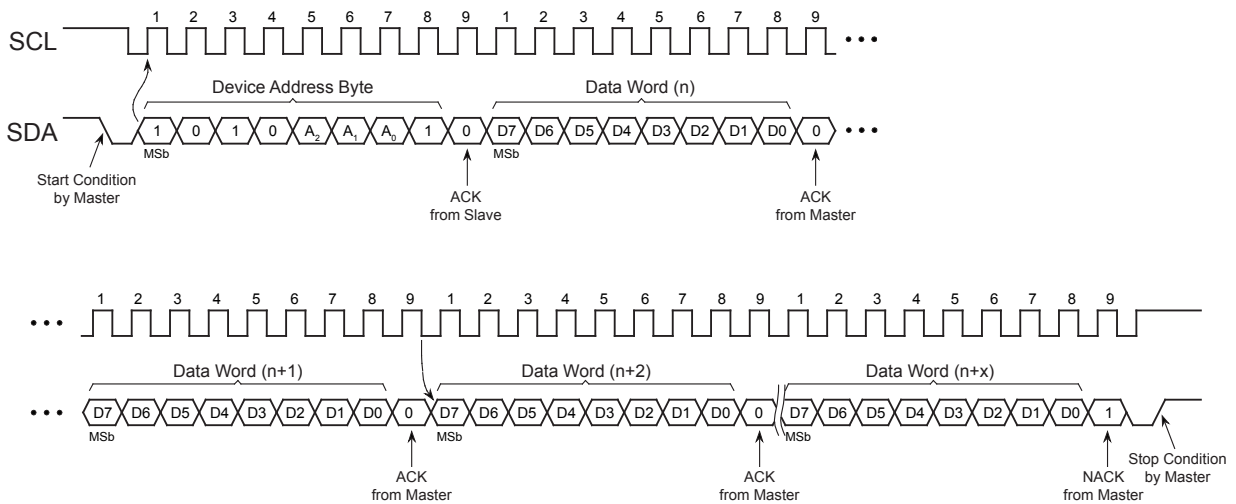 1 2 3 4 5 6 7 8 9 1 2 3 4 5 6 7 8 9
SCL
Device Address Byte Data Word (n)
SDA 1 0 1 0 A2 A1 A0 1 0 D7 D6 D5 D4 D3 D2 D1 D0 0
MSb MSb
Start Condition
by Master
ACK
from Slave
ACK
from Master
1 2 3 4 5 6 7 8 9 1 2 3 4 5 6 7 8 9 1 2 3 4 5 6 7 8 9
Data Word (n+1) Data Word (n+2) Data Word (n+x)
D7 D6 D5 D4 D3 D2 D1 D0 0 D7 D6 D5 D4 D3 D2 D1 D0 0 D7 D6 D5 D4 D3 D2 D1 D0 1
MSb MSb MSb
ACK
from Master
ACK
from Master
NACK
from Master
Stop Condition
by Master